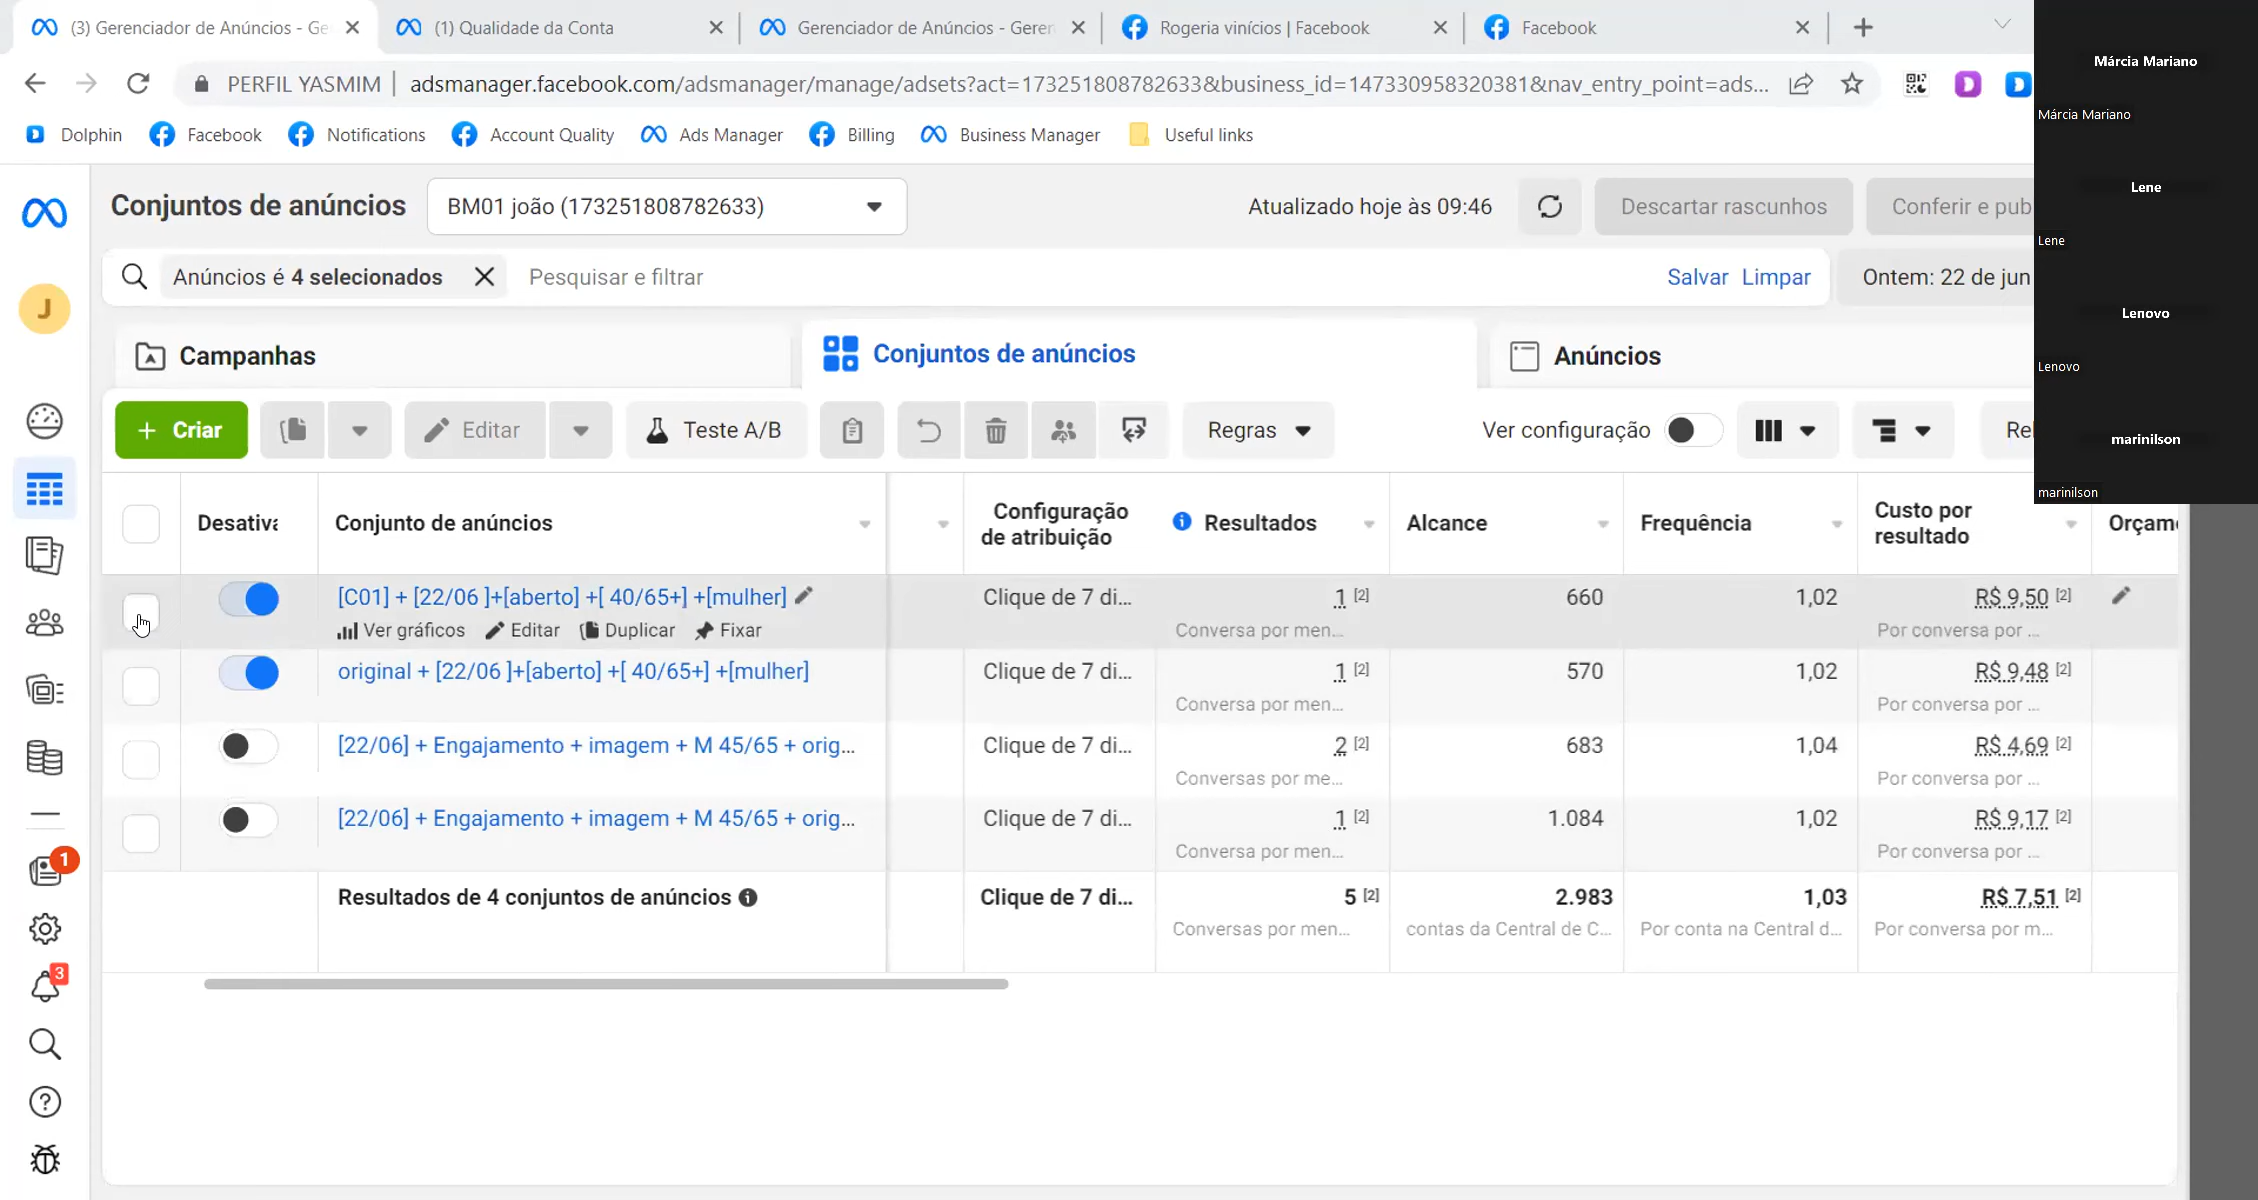 (3) Gerenciador de Anúncios - Ge
(1) Qualidade da Conta
Gerenciador de Anúncios - Geren
Rogeria vinícios | Facebook
Facebook
PERFIL YASMIM
adsmanager.facebook.com/adsmanager/manage/adsets?act=173251808782633&business_id=147330958320381&nav_entry_point=ads...
Dolphin
Facebook
Notifications
Account Quality
Ads Manager
Billing
Business Manager
Useful links
Márcia Mariano
Márcia Mariano
Lene
Lene
Lenovo
Lenovo
marinilson
marinilson
Conjuntos de anúncios
BM01 joão (173251808782633)
Atualizado hoje às 09:46
Descartar rascunhos
Conferir e pub
J
Anúncios é 4 selecionados
Pesquisar e filtrar
Salvar
Limpar
Ontem: 22 de jun
Campanhas
Conjuntos de anúncios
Anúncios
+ Criar
Editar
Teste A/B
Regras
Ver configuração
Rel
Desativa
Conjunto de anúncios
Configuração de atribuição
Resultados
Alcance
Frequência
Custo por resultado
Orçam
[C01] + [22/06 ]+[aberto] +[ 40/65+] +[mulher]
Ver gráficos
Editar
Duplicar
Fixar
Clique de 7 di...
1 [2]
Conversa por men...
660
1,02
R$ 9,50 [2]
Por conversa por ...
original + [22/06 ]+[aberto] +[ 40/65+] +[mulher]
Clique de 7 di...
1 [2]
Conversa por men...
570
1,02
R$ 9,48 [2]
Por conversa por ...
[22/06] + Engajamento + imagem + M 45/65 + orig...
Clique de 7 di...
2 [2]
Conversas por me...
683
1,04
R$ 4,69 [2]
Por conversa por ...
[22/06] + Engajamento + imagem + M 45/65 + orig...
Clique de 7 di...
1 [2]
Conversa por men...
1.084
1,02
R$ 9,17 [2]
Por conversa por ...
Resultados de 4 conjuntos de anúncios
Clique de 7 di...
5 [2]
Conversas por men...
2.983
contas da Central de C...
1,03
Por conta na Central d...
R$ 7,51 [2]
Por conversa por m...
1
3